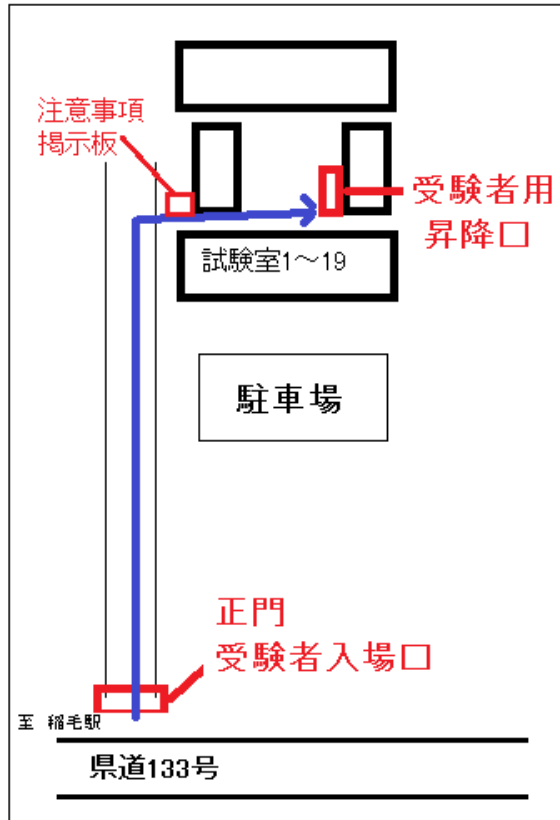 注意事項
掲示板
受験者用
昇降口
試験室1～19
駐車場
正門
受験者入場口
至 稲毛駅
県道133号